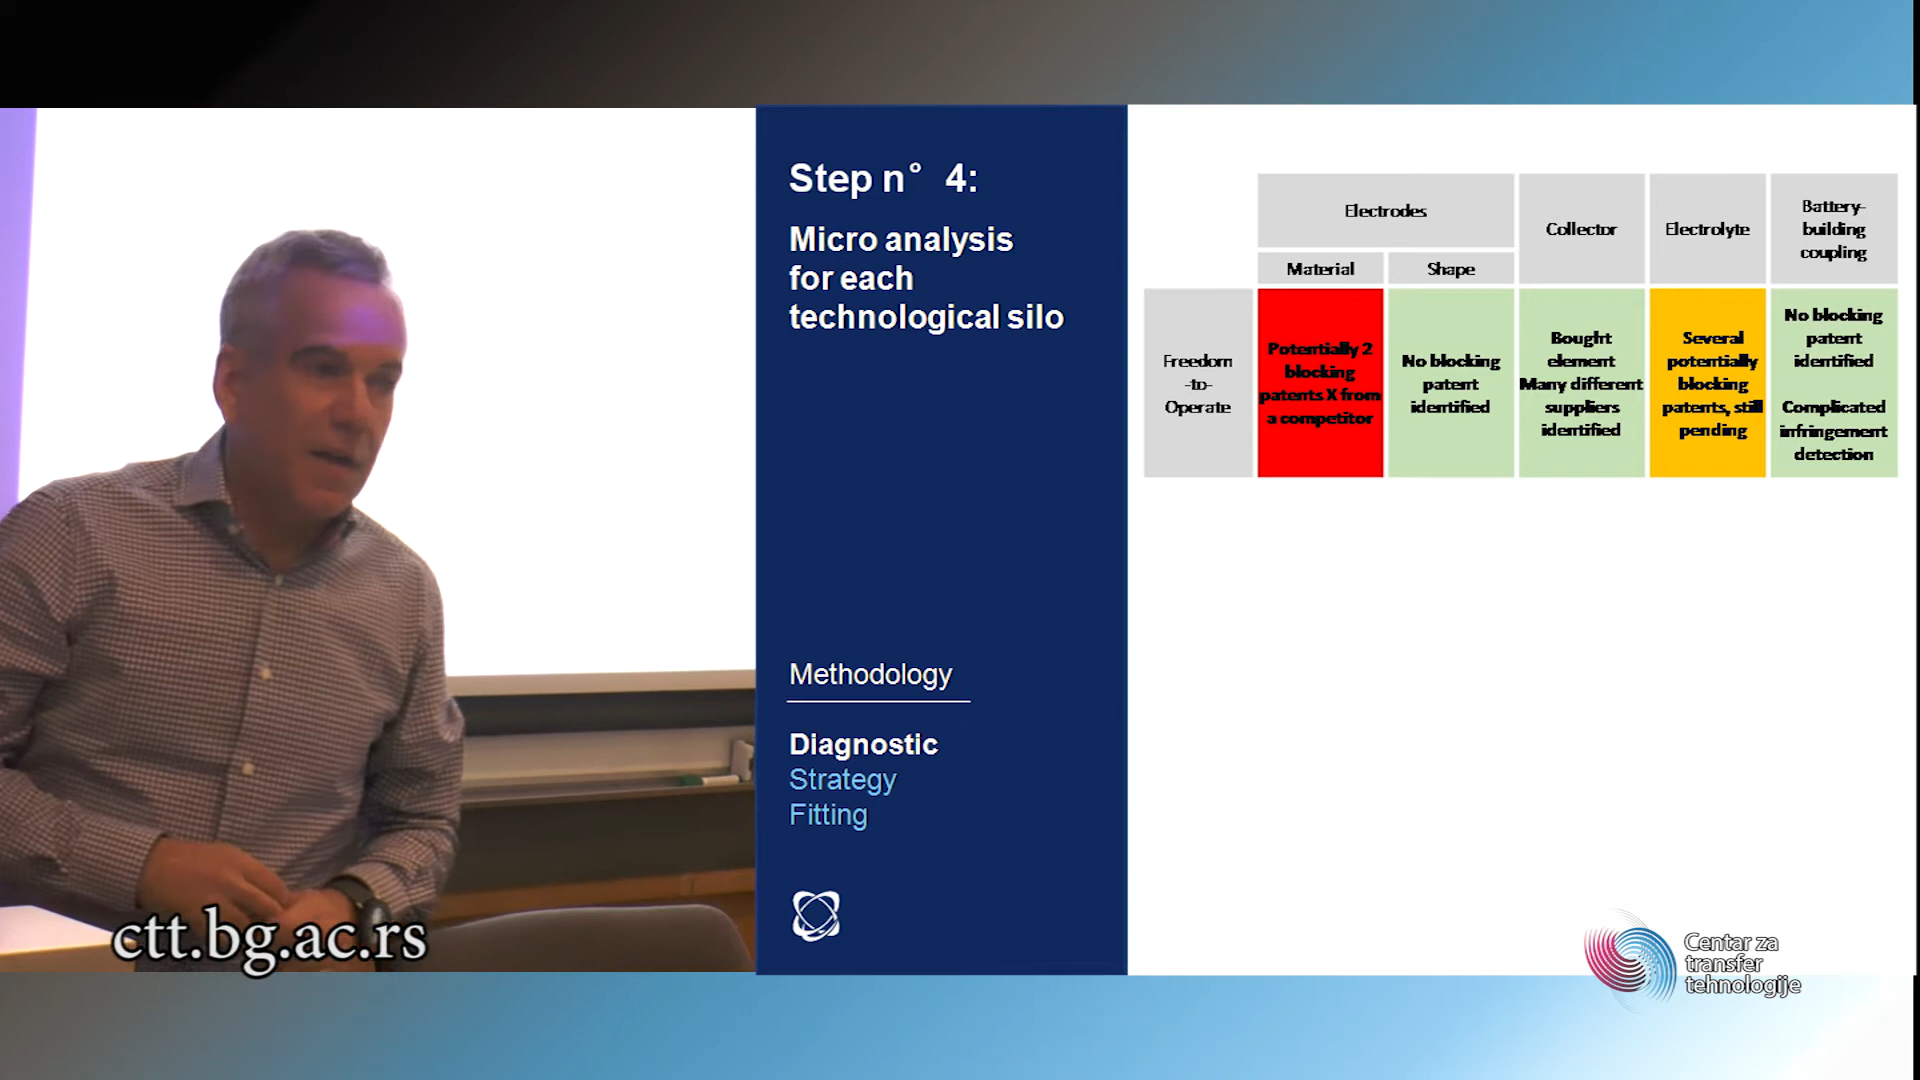 Step n° 4:
Micro analysis
for each
technological silo
Methodology
Diagnostic
Strategy
Fitting
Electrodes
Material
Shape
Collector
Electrolyte
Battery-
building
coupling
Freedom
-to-
Operate
Potentially 2
blocking
patents X from
a competitor
No blocking
patent
identified
Bought
element
Many different
suppliers
identified
Several
potentially
blocking
patents, still
pending
No blocking
patent
identified
Complicated
infringement
detection
ctt.bg.ac.rs
Centar za
transfer
tehnologije